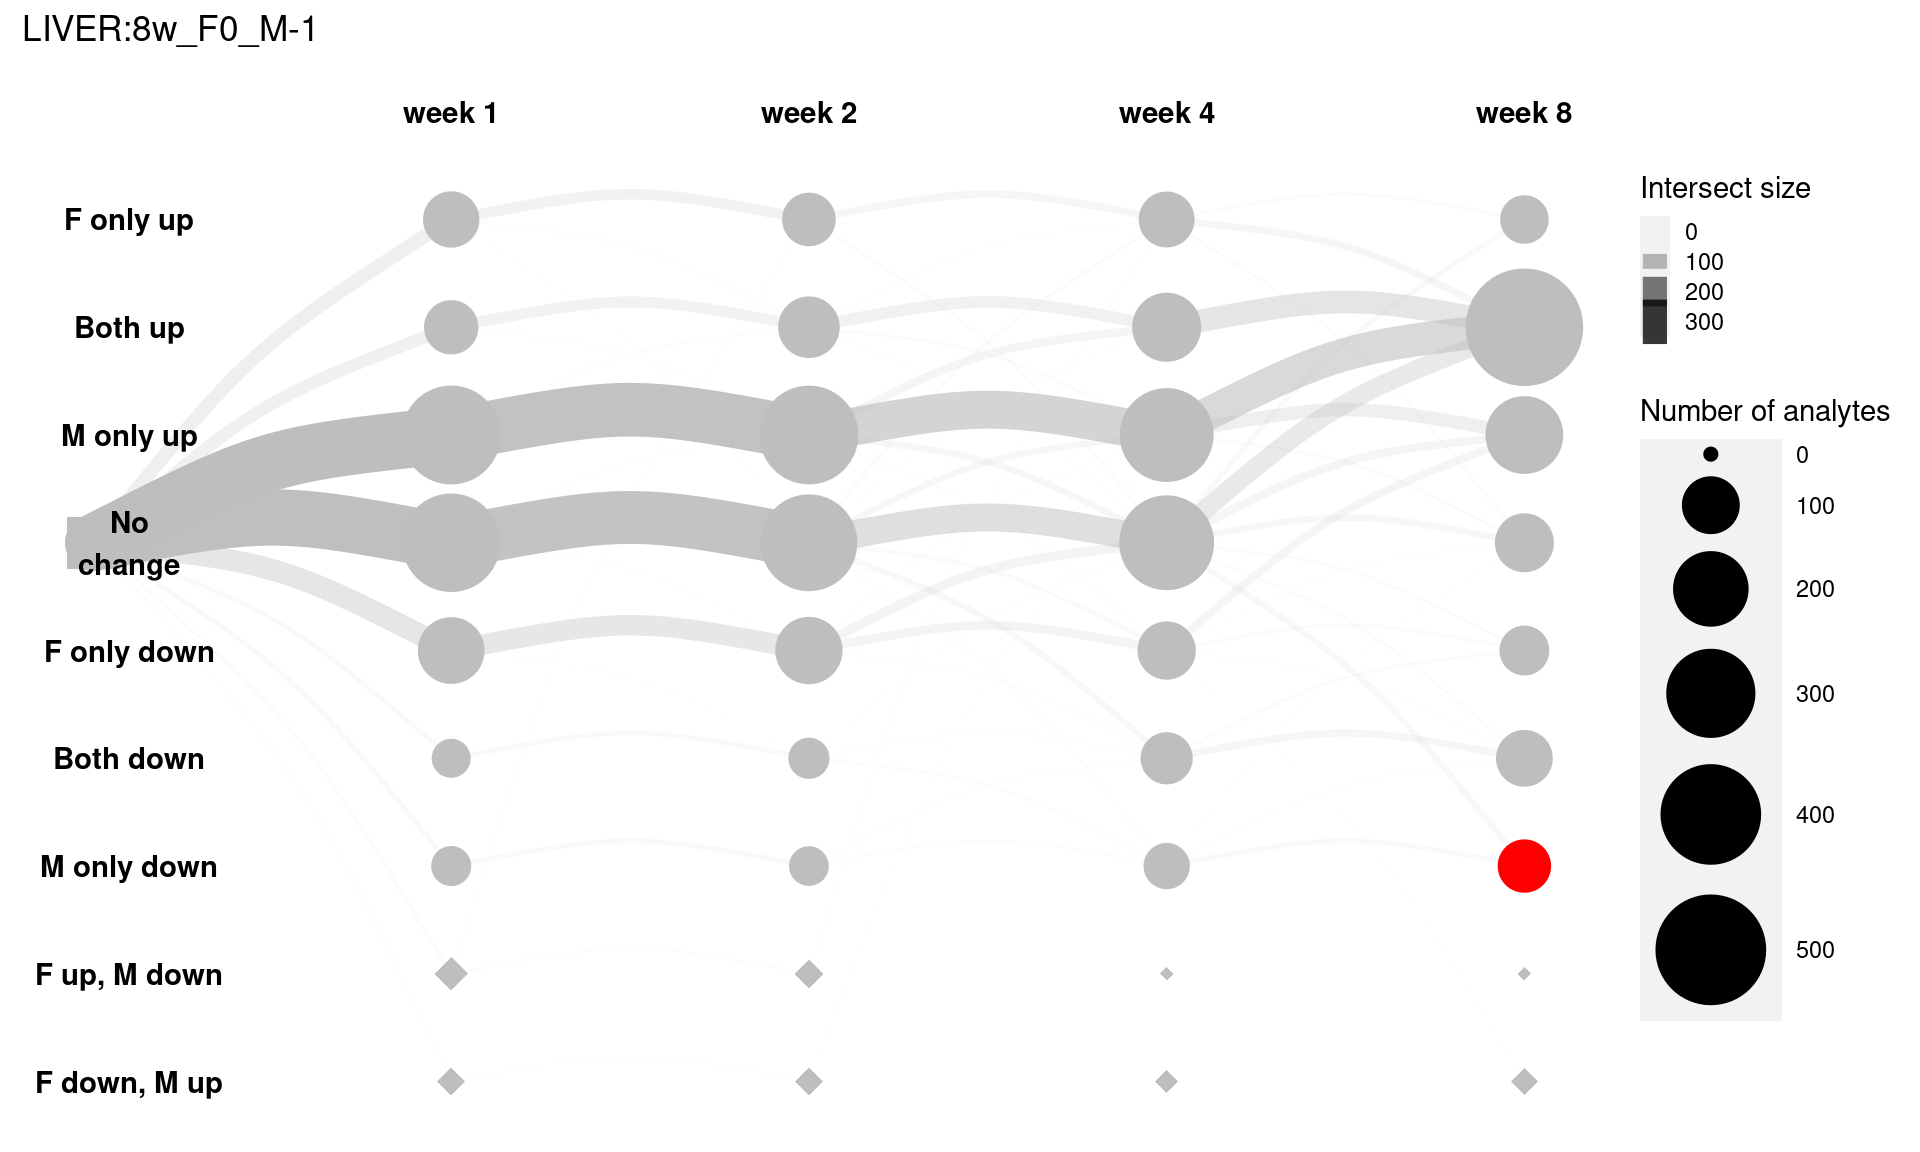 LIVER:8w_F0_M-1
week 1
week 2
week 4
week 8
F only up
Both up
M only up
No
change
F only down
Both down
M only down
F up, M down
F down, M up
Intersect size
0
100
200
300
Number of analytes
0
100
200
300
400
500